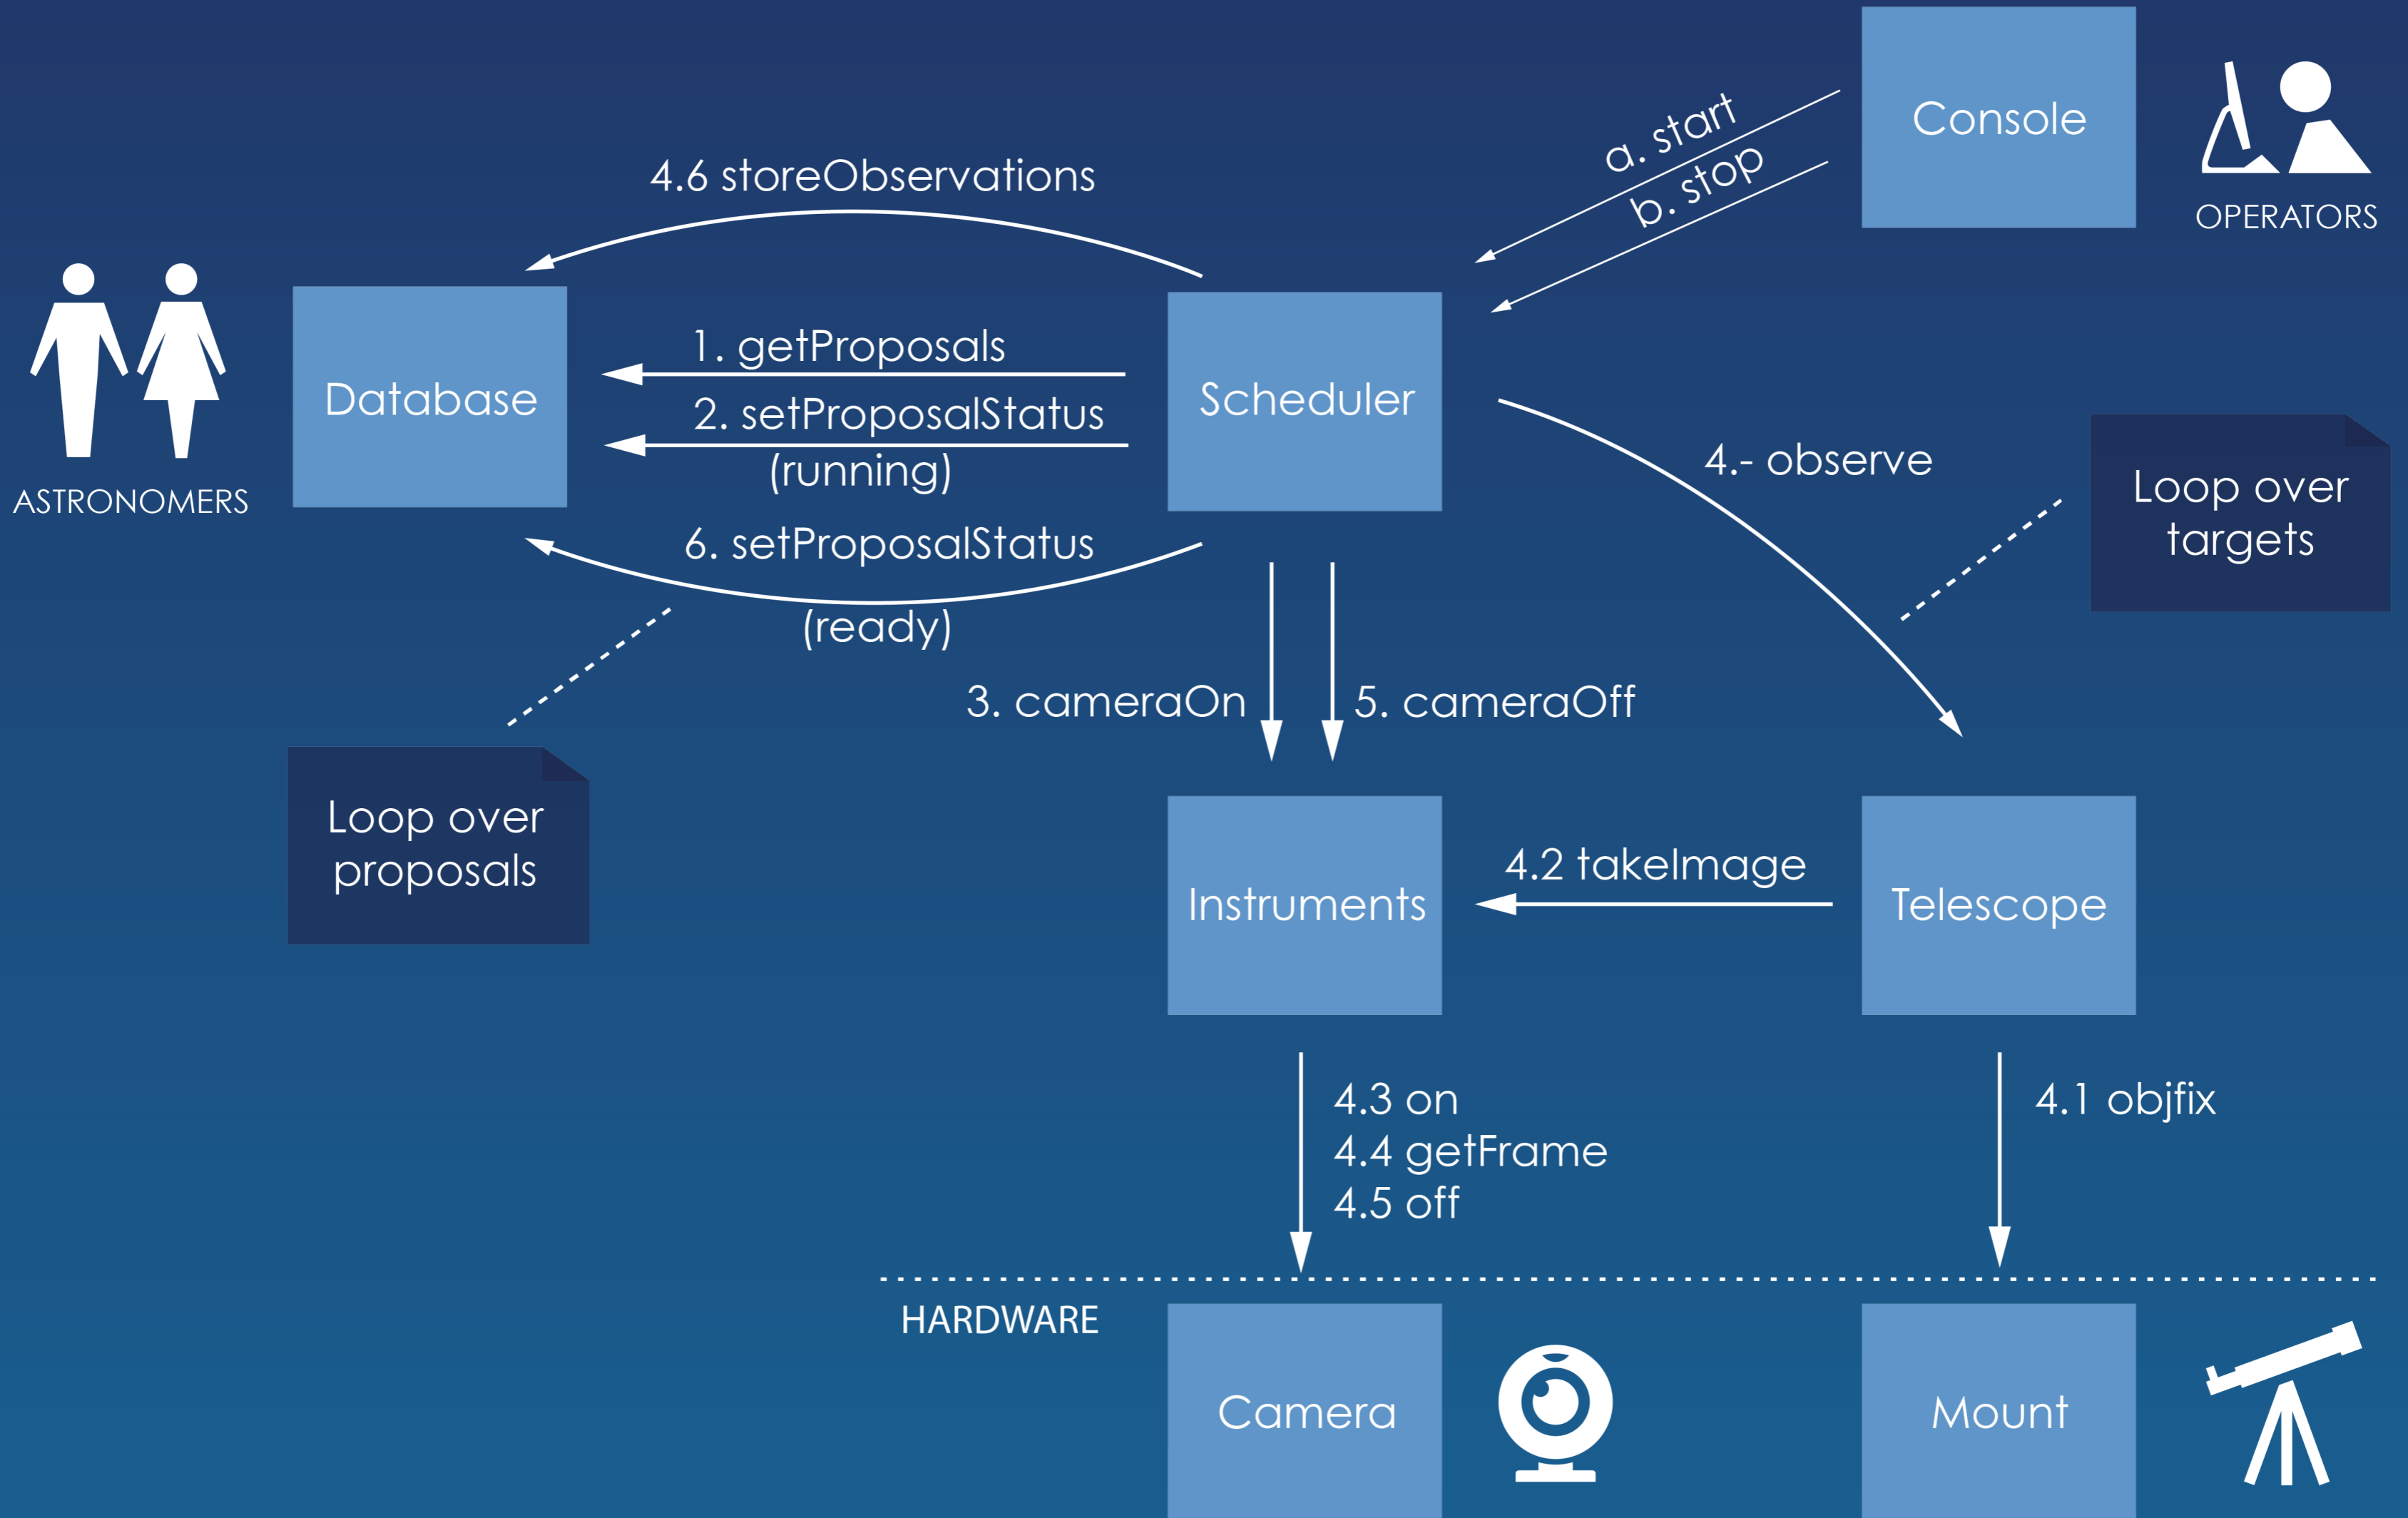 Console
OPERATORS
a. start
b. stop
4.6 storeObservations
ASTRONOMERS
Database
1. getProposals
2. setProposalStatus
(running)
6. setProposalStatus
(ready)
Scheduler
4.- observe
Loop over
targets
3. cameraOn
5. cameraOff
Loop over
proposals
Instruments
4.2 takeImage
Telescope
4.3 on
4.4 getFrame
4.5 off
4.1 objfix
HARDWARE
Camera
Mount